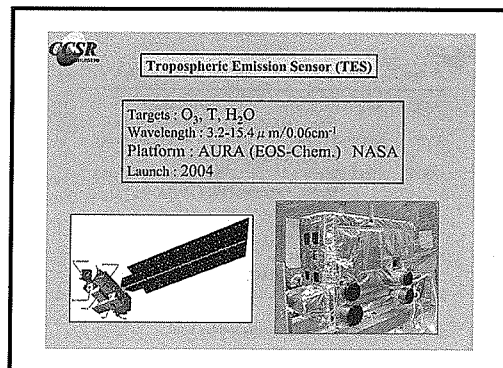 CCSR
Tropospheric Emission Sensor (TES)
Targets : O₃, T, H₂O
Wavelength : 3.2-15.4 μm/0.06cm⁻¹
Platform : AURA (EOS-Chem.) NASA
Launch : 2004